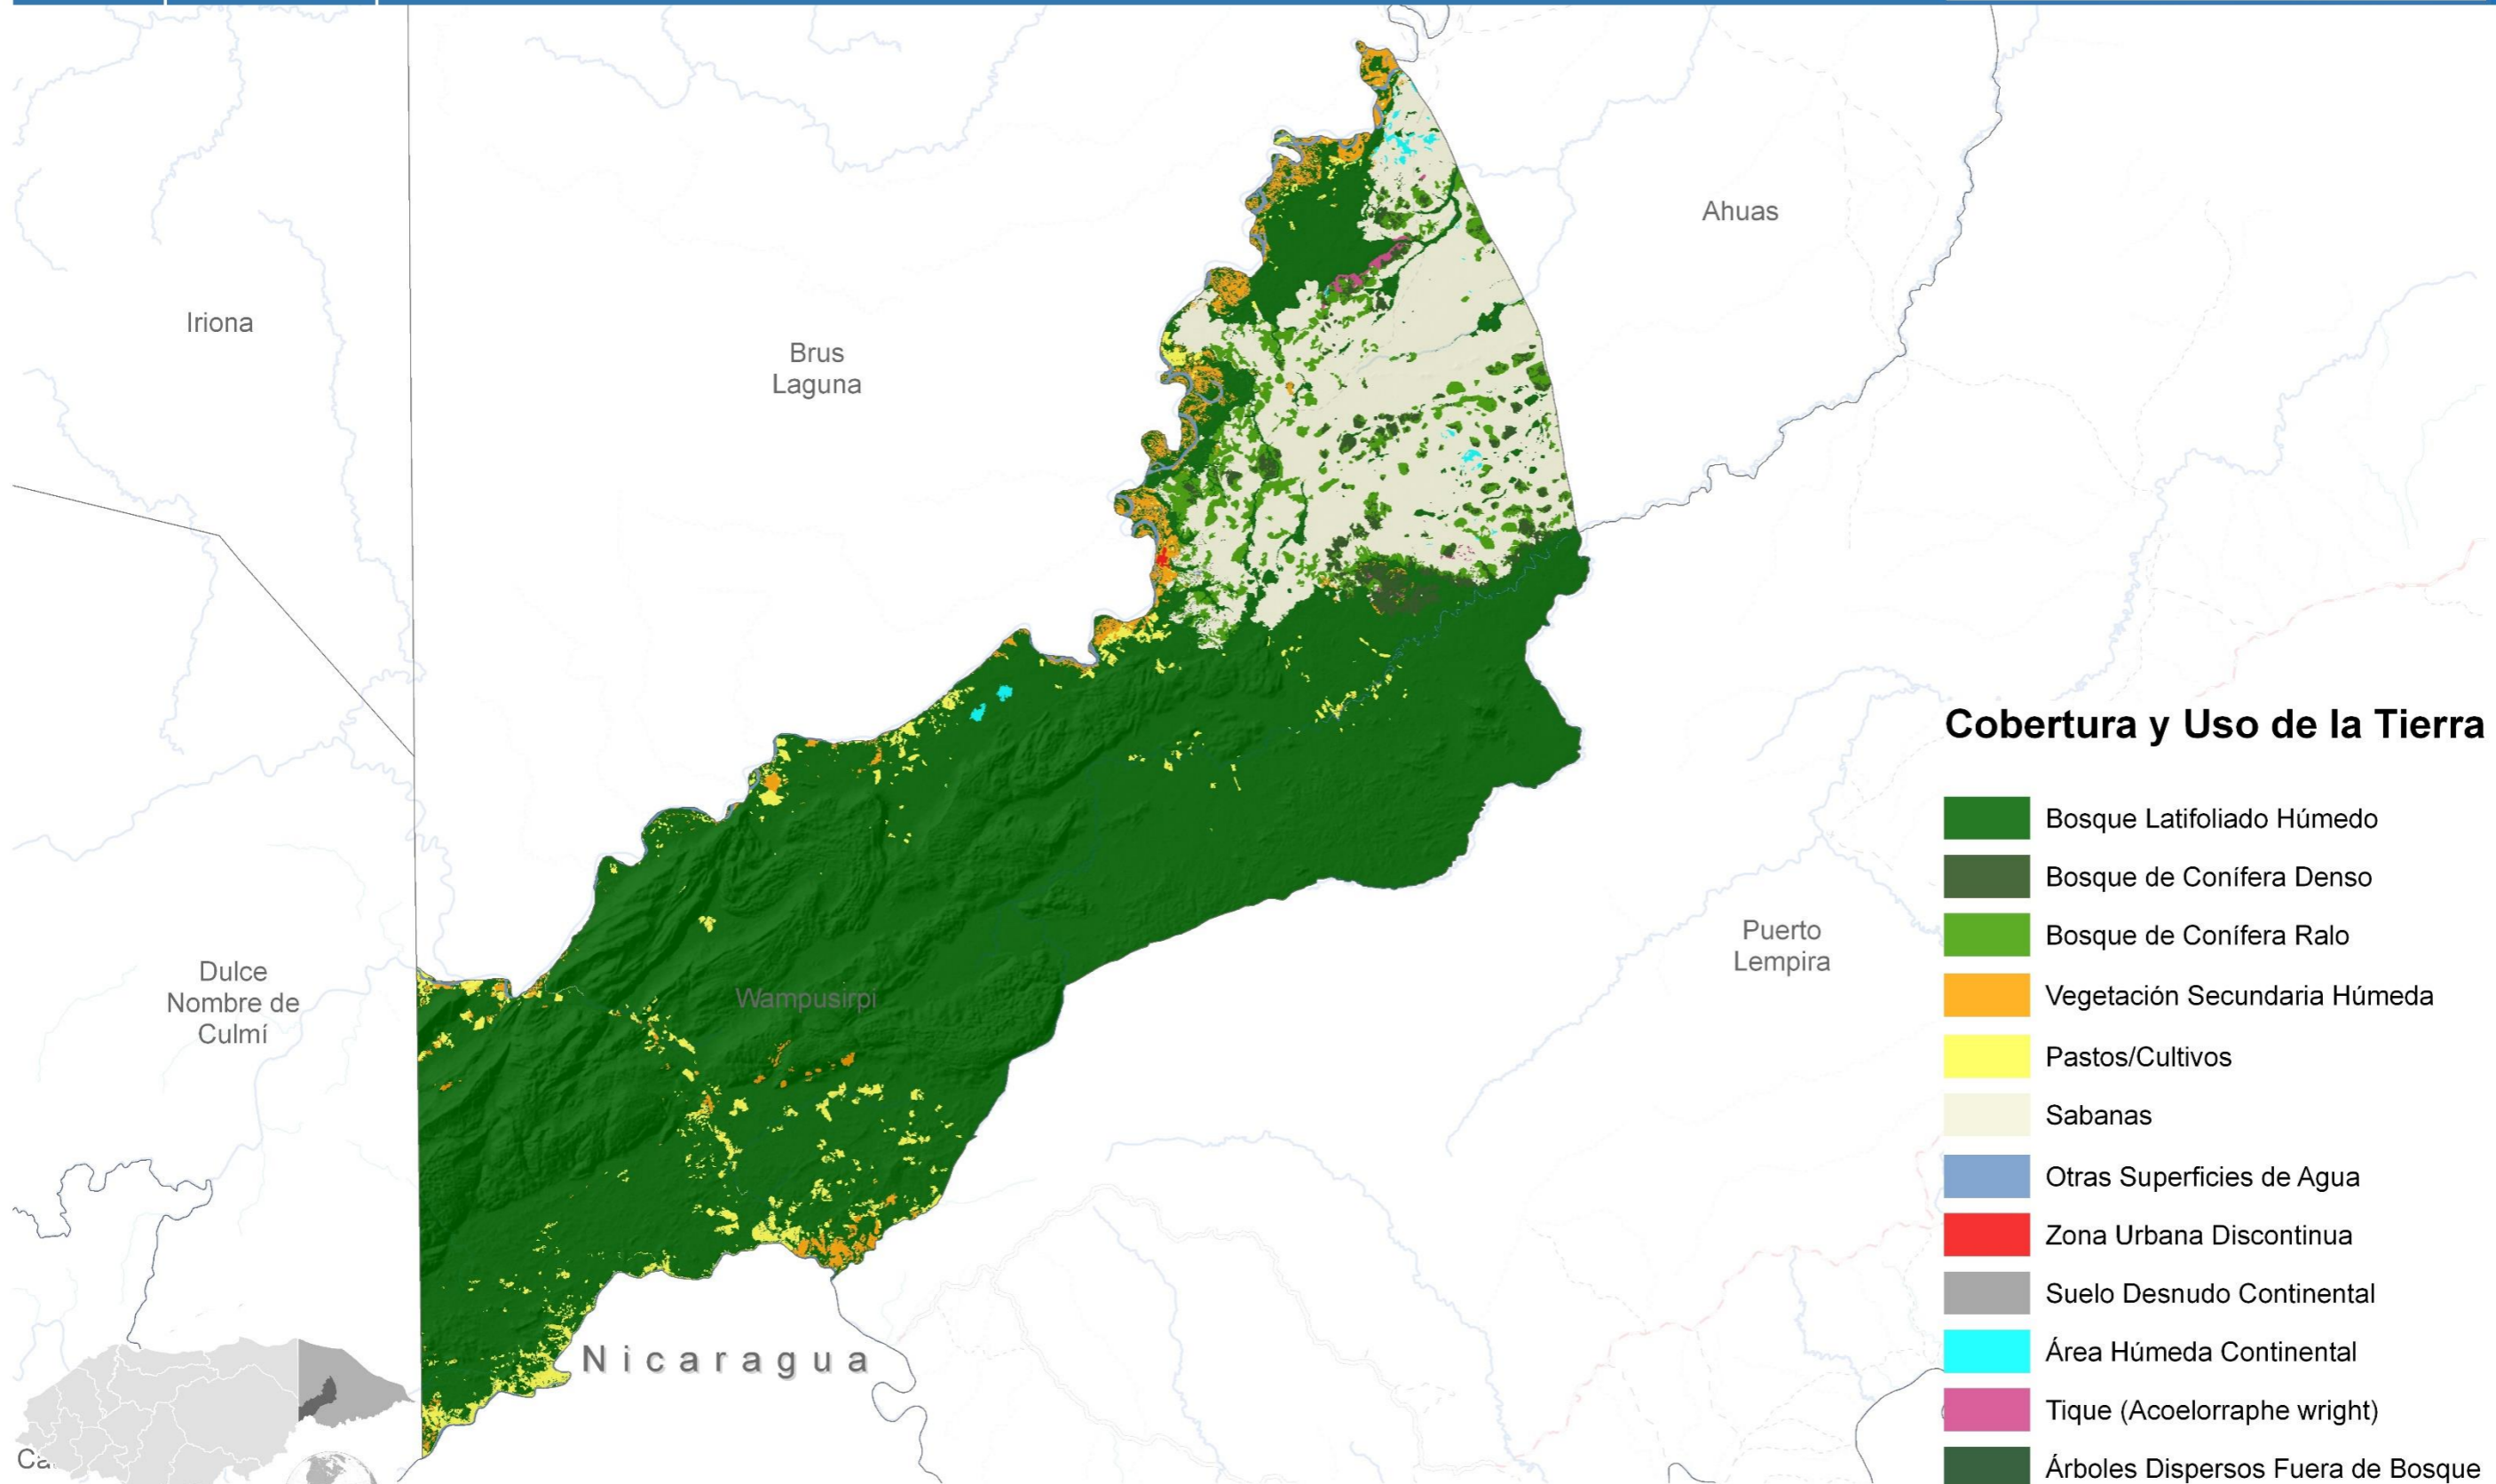 Ahuas
Iriona
Brus
Laguna
Cobertura y Uso de la Tierra
Bosque Latifoliado Húmedo
Bosque de Conífera Denso
Bosque de Conífera Ralo
Vegetación Secundaria Húmeda
Pastos/Cultivos
Sabanas
Otras Superficies de Agua
Zona Urbana Discontinua
Suelo Desnudo Continental
Área Húmeda Continental
Tique (Acoelorraphe wright)
Árboles Dispersos Fuera de Bosque
Puerto
Lempira
Dulce
Nombre de
Culmí
Wampusirpi
Nicaragua